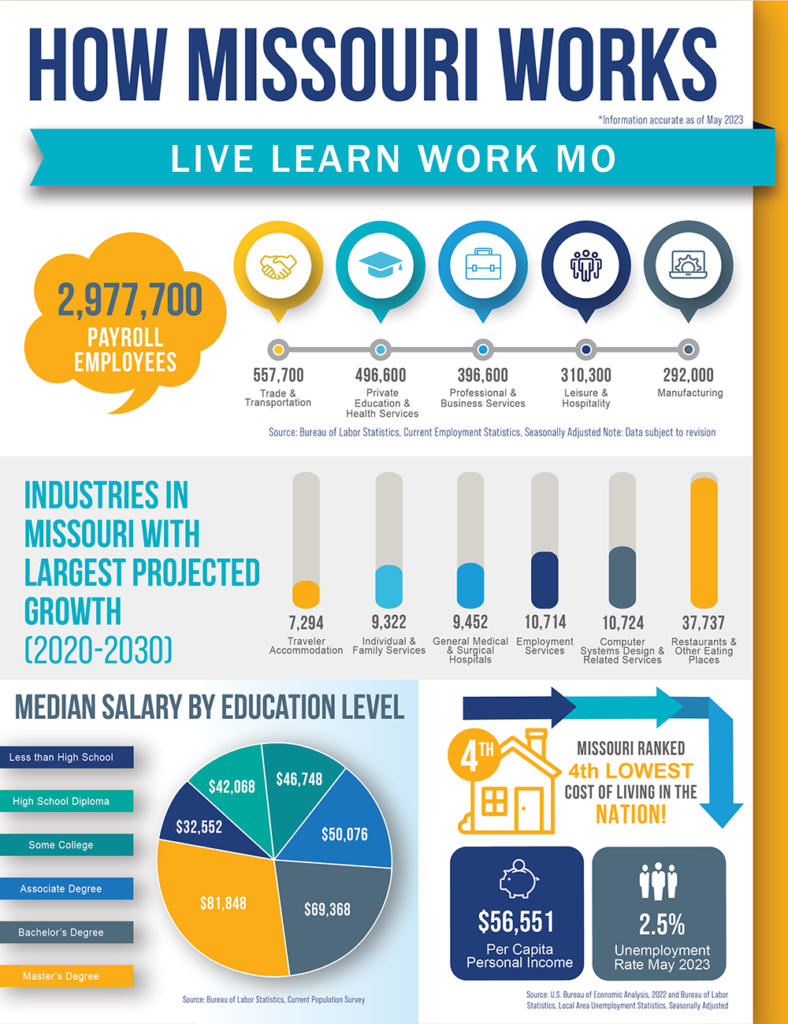 HOW MISSOURI WORKS
*Information accurate as of May 2023
LIVE LEARN WORK MO
2,977,700
PAYROLL
EMPLOYEES
557,700
Trade &
Transportation
496,600
Private
Education &
Health Services
396,600
Professional &
Business Services
310,300
Leisure &
Hospitality
292,000
Manufacturing
Source: Bureau of Labor Statistics, Current Employment Statistics, Seasonally Adjusted Note: Data subject to revision
INDUSTRIES IN
MISSOURI WITH
LARGEST PROJECTED
GROWTH
(2020-2030)
7,294
Traveler
Accommodation
9,322
Individual &
Family Services
9,452
General Medical
& Surgical
Hospitals
10,714
Employment
Services
10,724
Computer
Systems Design &
Related Services
37,737
Restaurants &
Other Eating
Places
MEDIAN SALARY BY EDUCATION LEVEL
Less than High School
High School Diploma
Some College
Associate Degree
Bachelor's Degree
Master's Degree
$32,552
$42,068
$46,748
$50,076
$69,368
$81,848
Source: Bureau of Labor Statistics, Current Population Survey
4TH
MISSOURI RANKED
4th LOWEST
COST OF LIVING IN THE
NATION!
$56,551
Per Capita
Personal Income
2.5%
Unemployment
Rate May 2023
Source: U.S. Bureau of Economic Analysis, 2022 and Bureau of Labor
Statistics, Local Area Unemployment Statistics, Seasonally Adjusted